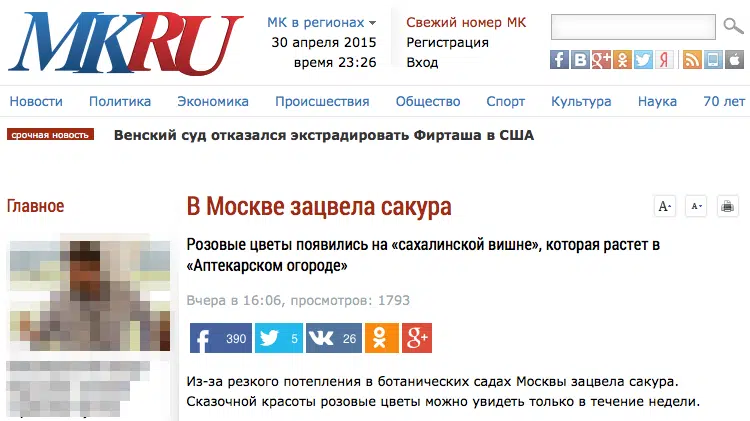 MKRU
МК в регионах
30 апреля 2015
время 23:26
Свежий номер МК
Регистрация
Вход
Новости Политика Экономика Происшествия Общество Спорт Культура Наука 70 лет
срочная новость Венский суд отказался экстрадировать Фирташа в США
Главное
В Москве зацвела сакура
Розовые цветы появились на «сахалинской вишне», которая растет в
«Аптекарском огороде»
Вчера в 16:06, просмотров: 1793
390 5 26
Из-за резкого потепления в ботанических садах Москвы зацвела сакура.
Сказочной красоты розовые цветы можно увидеть только в течение недели.